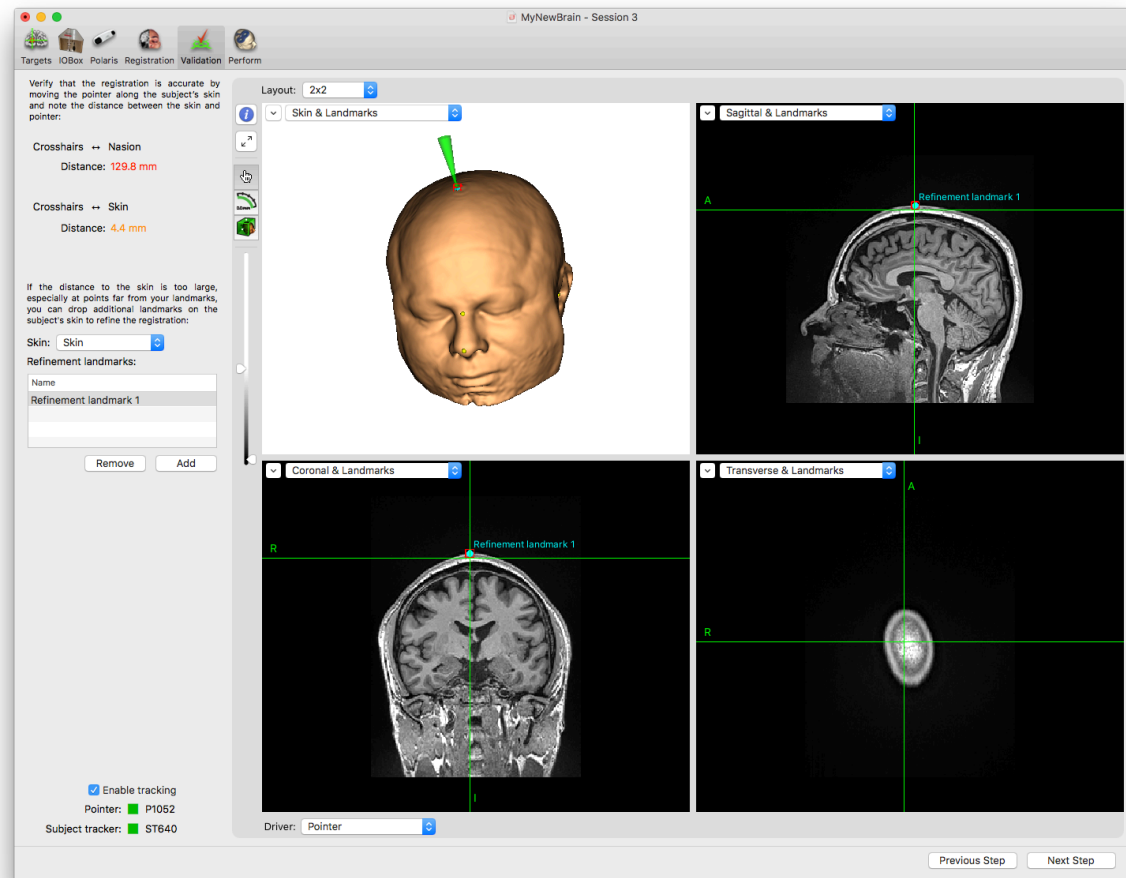 MyNewBrain - Session 3
Targets IOBox Polaris Registration Validation Perform
Verify that the registration is accurate by
moving the pointer along the subject's skin
and note the distance between the skin and
pointer:
Crosshairs ↔ Nasion
Distance: 129.8 mm
Crosshairs ↔ Skin
Distance: 4.4 mm
If the distance to the skin is too large,
especially at points far from your landmarks,
you can drop additional landmarks on the
subject's skin to refine the registration:
Skin: Skin
Refinement landmarks:
Name
Refinement landmark 1
Remove Add
Enable tracking
Pointer: P1052
Subject tracker: ST640
Layout: 2x2
Skin & Landmarks
Sagittal & Landmarks
A
Refinement landmark 1
I
Coronal & Landmarks
R
Refinement landmark 1
I
Transverse & Landmarks
A
R
Driver: Pointer
Previous Step Next Step